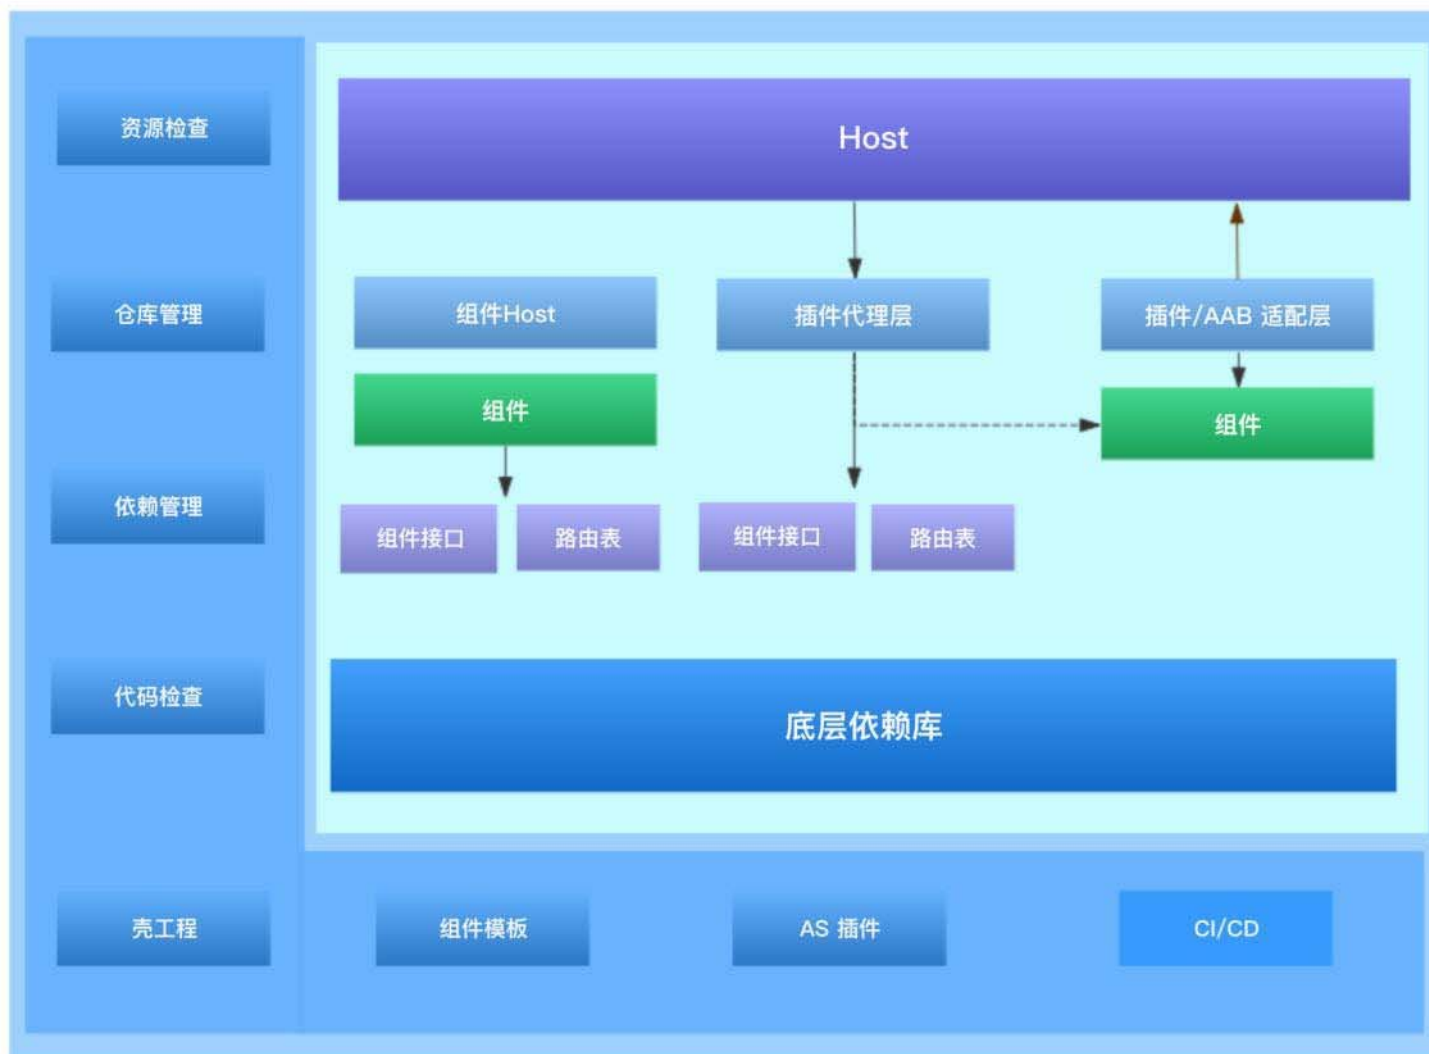 资源检查
仓库管理
依赖管理
代码检查
壳工程
Host
组件Host
插件代理层
插件/AAB 适配层
组件
组件
组件接口
路由表
组件接口
路由表
底层依赖库
组件模板
AS 插件
CI/CD